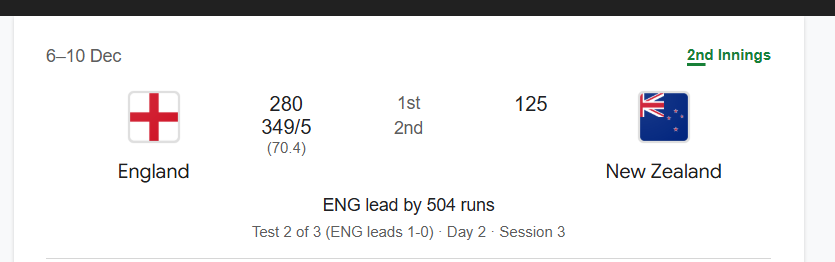 6–10 Dec
2nd Innings
280 1st 125
349/5 2nd
(70.4)
England New Zealand
ENG lead by 504 runs
Test 2 of 3 (ENG leads 1-0) · Day 2 · Session 3